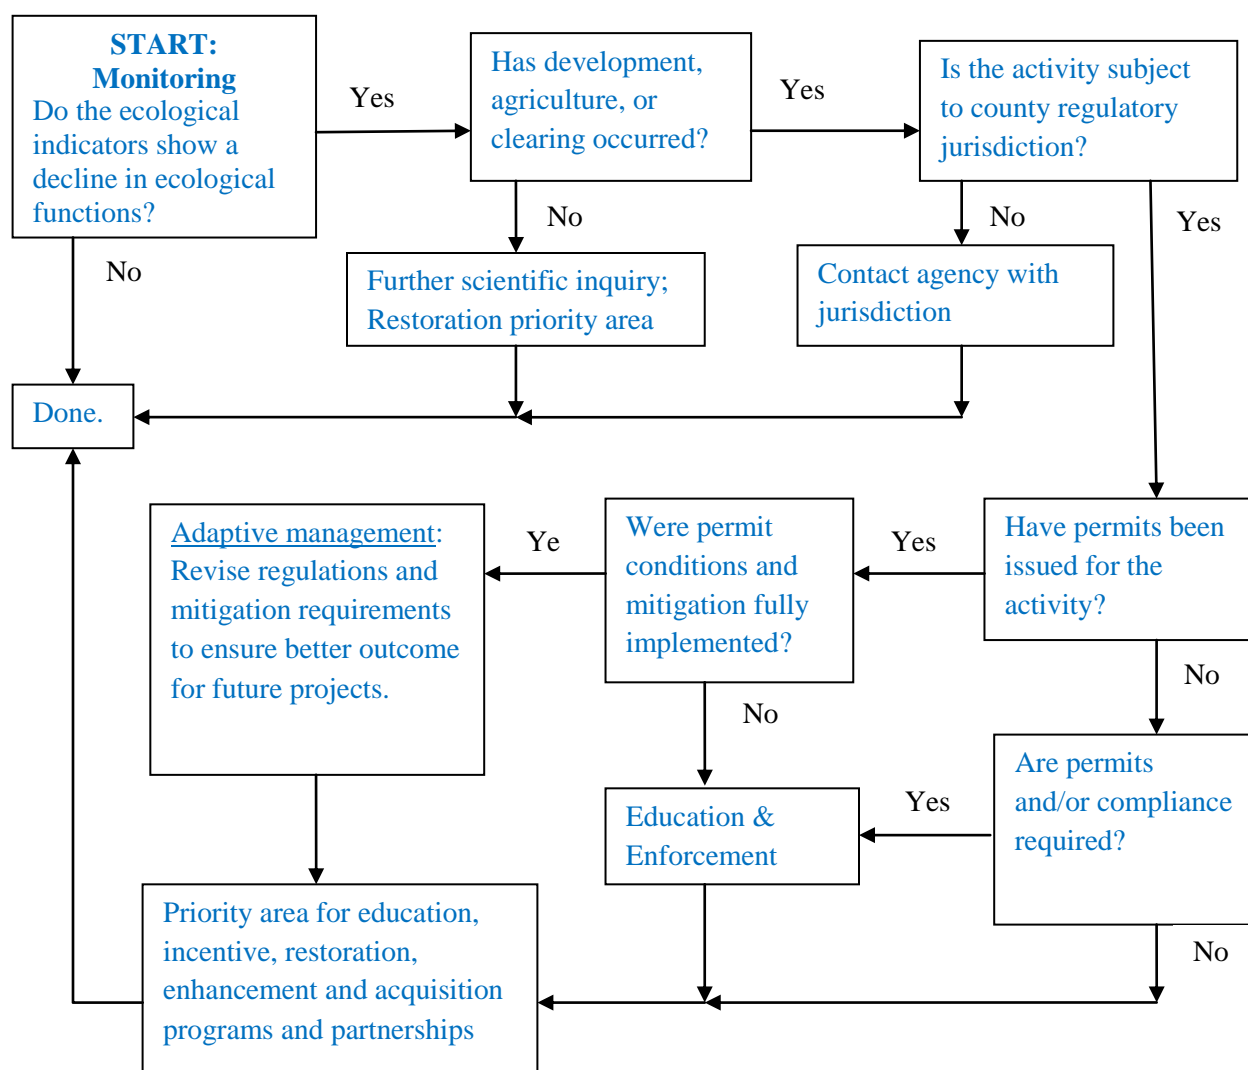 START:
Monitoring
Do the ecological
indicators show a
decline in ecological
functions?
Yes
Has development,
agriculture, or
clearing occurred?
Yes
Is the activity subject
to county regulatory
jurisdiction?
No
No
No
Yes
Further scientific inquiry;
Restoration priority area
Contact agency with
jurisdiction
Done.
Adaptive management:
Revise regulations and
mitigation requirements
to ensure better outcome
for future projects.
Ye
Were permit
conditions and
mitigation fully
implemented?
Yes
Have permits been
issued for the
activity?
No
No
Education &
Enforcement
Yes
Are permits
and/or compliance
required?
No
Priority area for education,
incentive, restoration,
enhancement and acquisition
programs and partnerships